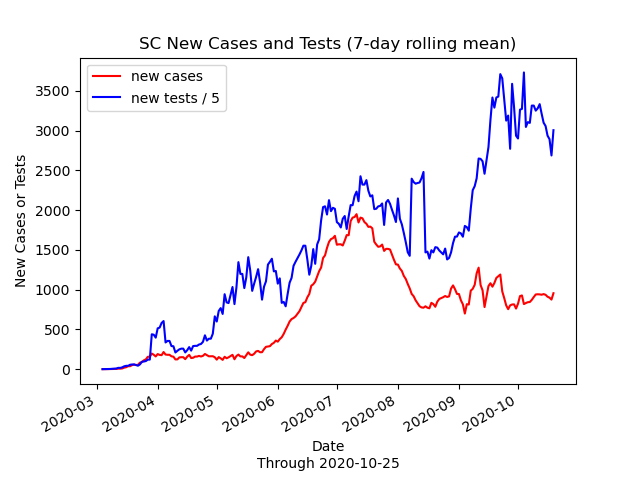 SC New Cases and Tests (7-day rolling mean)
new cases
new tests / 5
New Cases or Tests
3500
3000
2500
2000
1500
1000
500
0
2020-03
2020-04
2020-05
2020-06
2020-07
2020-08
2020-09
2020-10
Date
Through 2020-10-25